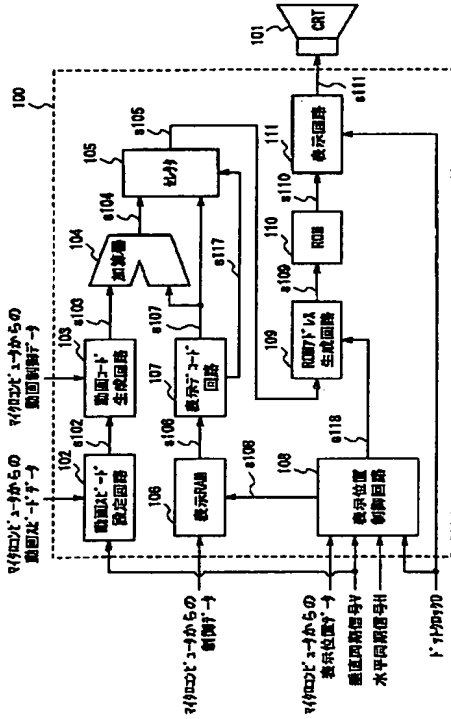 マイクロコンピュータからの
動画スピードデータ
マイクロコンピュータからの
動画制御データ
100
102
動画スピード
設定回路
s102
103
動画コード
生成回路
s103
104
加算器
s104
105
セレクタ
s105
マイクロコンピュータからの
制御データ
106
表示RAM
s106
107
表示デコード
回路
s107
s117
s108
マイクロコンピュータからの
表示位置データ
垂直同期信号V
水平同期信号H
ドットクロックD
108
表示位置
制御回路
s118
109
ROMアドレス
生成回路
s109
110
ROM
s110
111
表示回路
s111
101
CRT